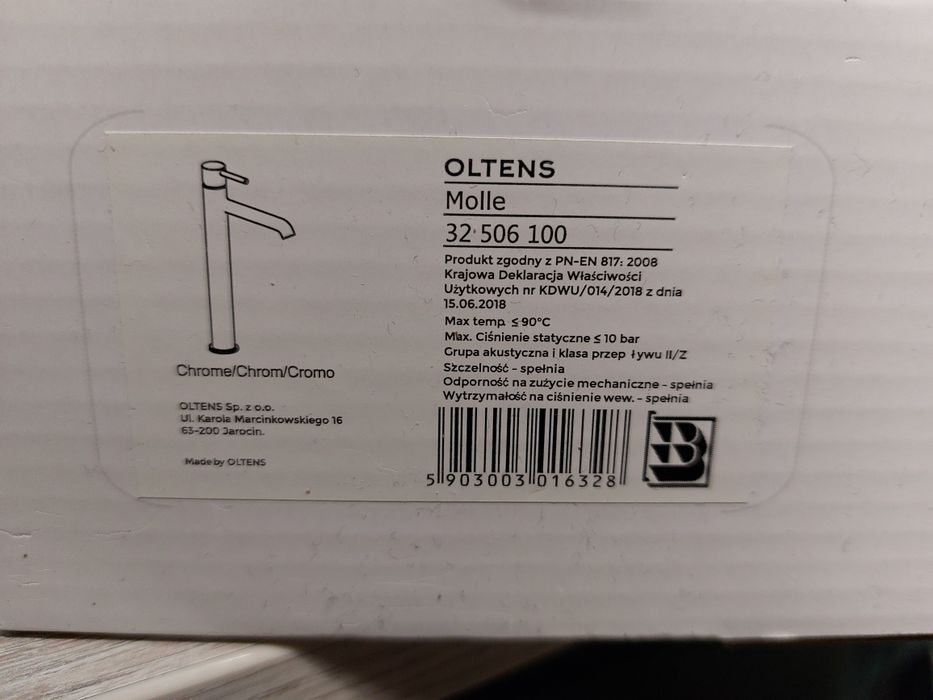 OLTENS
Molle
32 506 100
Produkt zgodny z PN-EN 817: 2008
Krajowa Deklaracja Właściwości
Użytkowych nr KDWU/014/2018 z dnia
15.06.2018
Max temp. ≤90°C
Max. Ciśnienie statyczne ≤ 10 bar
Grupa akustyczna i klasa przep ływu II/Z
Szczelność - spełnia
Odporność na zużycie mechaniczne - spełnia
Wytrzymałość na ciśnienie wew. - spełnia
5 903003 016328
B
Chrome/Chrom/Cromo
OLTENS Sp. z o.o.
Ul. Karola Marcinkowskiego 16
63-200 Jarocin.
Made by OLTENS